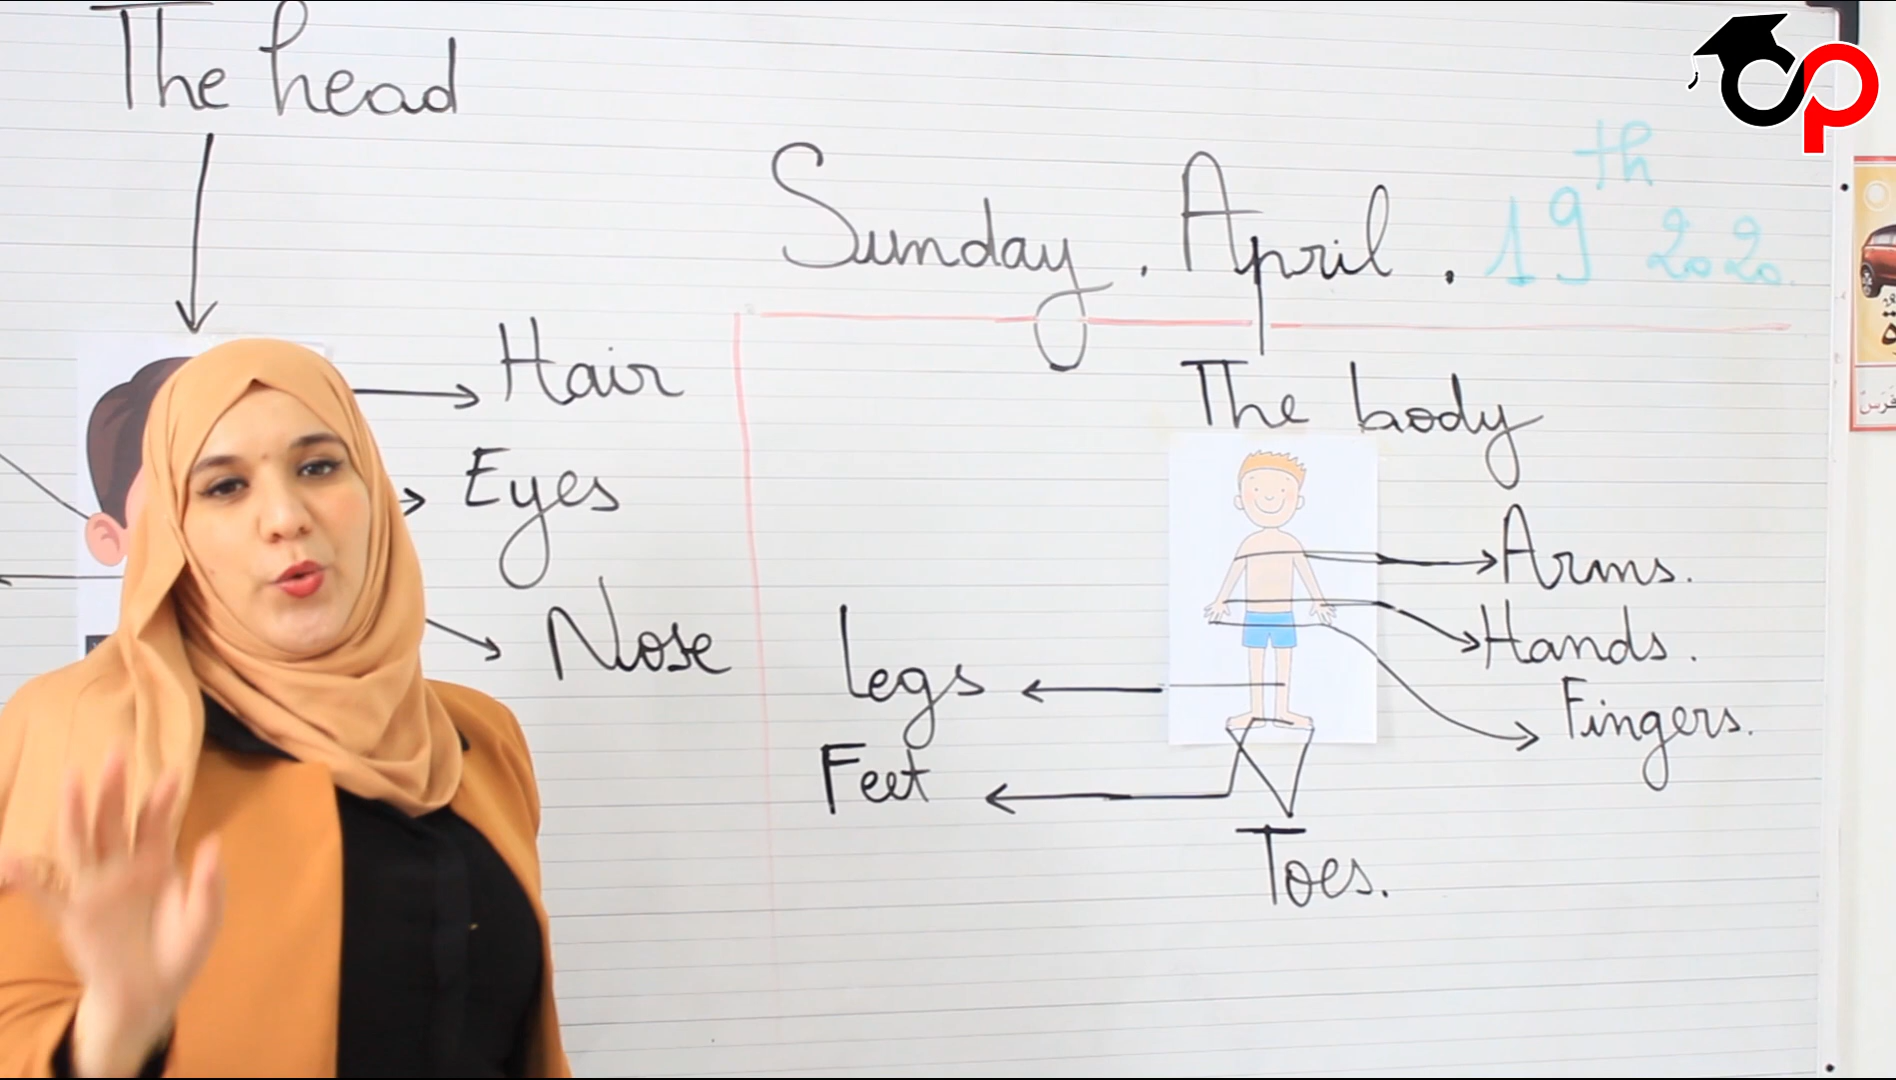 The head
Sunday. April. 19th 2020.
Hair
Eyes
Nose
The body
Arms.
Hands.
Fingers.
Legs
Feet
Toes.